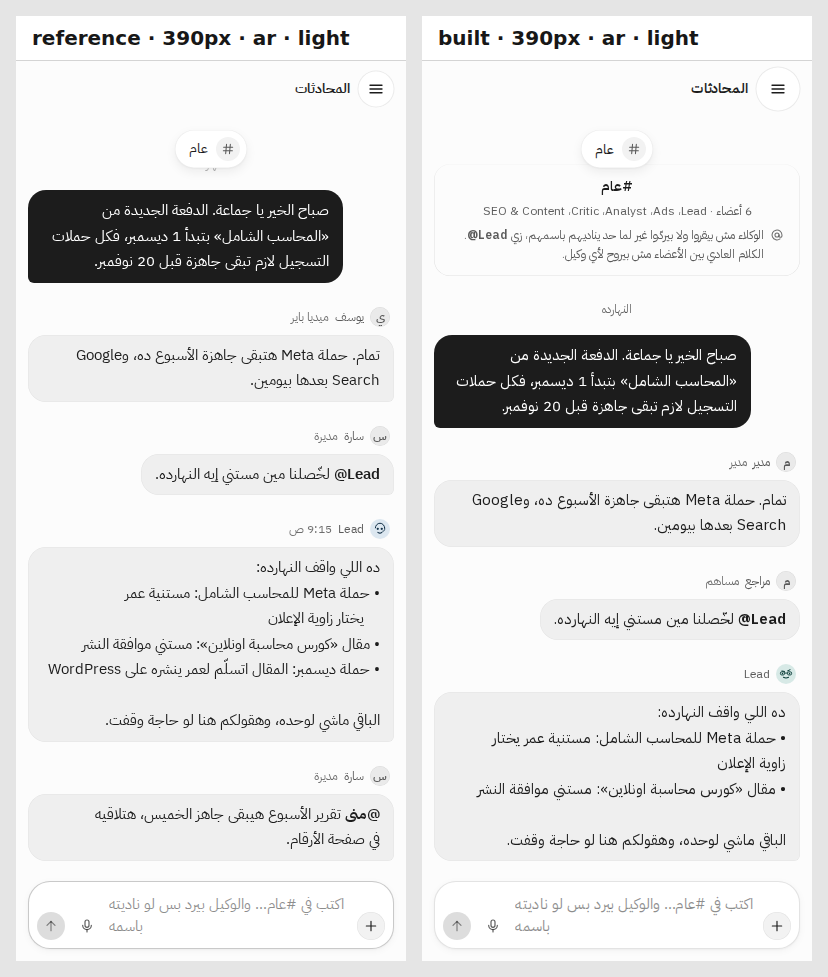 reference · 390px · ar · light
المحادثات
# عام
صباح الخير يا جماعة. الدفعة الجديدة من
«المحاسب الشامل» بتبدأ 1 ديسمبر، فكل حملات
التسجيل لازم تبقى جاهزة قبل 20 نوفمبر.
ي يوسف ميديا باير
تمام. حملة Meta هتبقى جاهزة الأسبوع ده، وGoogle
Search بعدها بيومين.
س سارة مديرة
@Lead لخّصلنا مين مستني إيه النهارده.
Lead 9:15 ص
ده اللي واقف النهارده:
• حملة Meta للمحاسب الشامل: مستنية عمر
يختار زاوية الإعلان
• مقال «كورس محاسبة اونلاين»: مستني موافقة النشر
• حملة ديسمبر: المقال اتسلّم لعمر ينشره على WordPress
الباقي ماشي لوحده، وهقولكم هنا لو حاجة وقفت.
س سارة مديرة
@منى تقرير الأسبوع هيبقى جاهز الخميس، هتلاقيه
في صفحة الأرقام.
اكتب في #عام... والوكيل بيرد بس لو ناديته
باسمه
built · 390px · ar · light
المحادثات
# عام
#عام
6 أعضاء · Lead، Ads، Analyst، Critic، SEO & Content
@ الوكلاء مش بيقروا ولا بيردّوا غير لما حد يناديهم باسمهم، زي @Lead.
الكلام العادي بين الأعضاء مش بيروح لأي وكيل.
النهارده
صباح الخير يا جماعة. الدفعة الجديدة من
«المحاسب الشامل» بتبدأ 1 ديسمبر، فكل حملات
التسجيل لازم تبقى جاهزة قبل 20 نوفمبر.
م مدير مدير
تمام. حملة Meta هتبقى جاهزة الأسبوع ده، وGoogle
Search بعدها بيومين.
م مراجع مساهم
@Lead لخّصلنا مين مستني إيه النهارده.
Lead
ده اللي واقف النهارده:
• حملة Meta للمحاسب الشامل: مستنية عمر يختار
زاوية الإعلان
• مقال «كورس محاسبة اونلاين»: مستني موافقة النشر
الباقي ماشي لوحده، وهقولكم هنا لو حاجة وقفت.
اكتب في #عام... والوكيل بيرد بس لو ناديته
باسمه